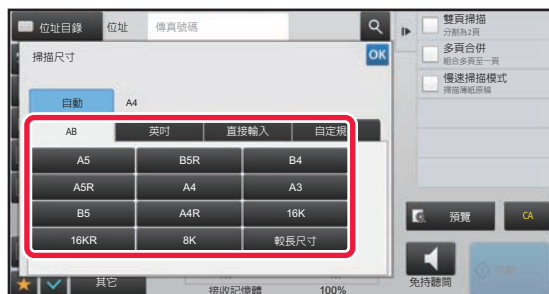 位址目錄 位址 傳真號碼
掃描尺寸 OK
自動 A4
AB 英吋 直接輸入 自定規
A5 B5R B4
A5R A4 A3
B5 A4R 16K
16KR 8K 較長尺寸
其它 接收記憶體 100%
雙頁掃描
分割為2頁
多頁合併
組合多頁至一頁
慢速掃描模式
掃描薄紙原稿
預覽 CA
免持聽筒